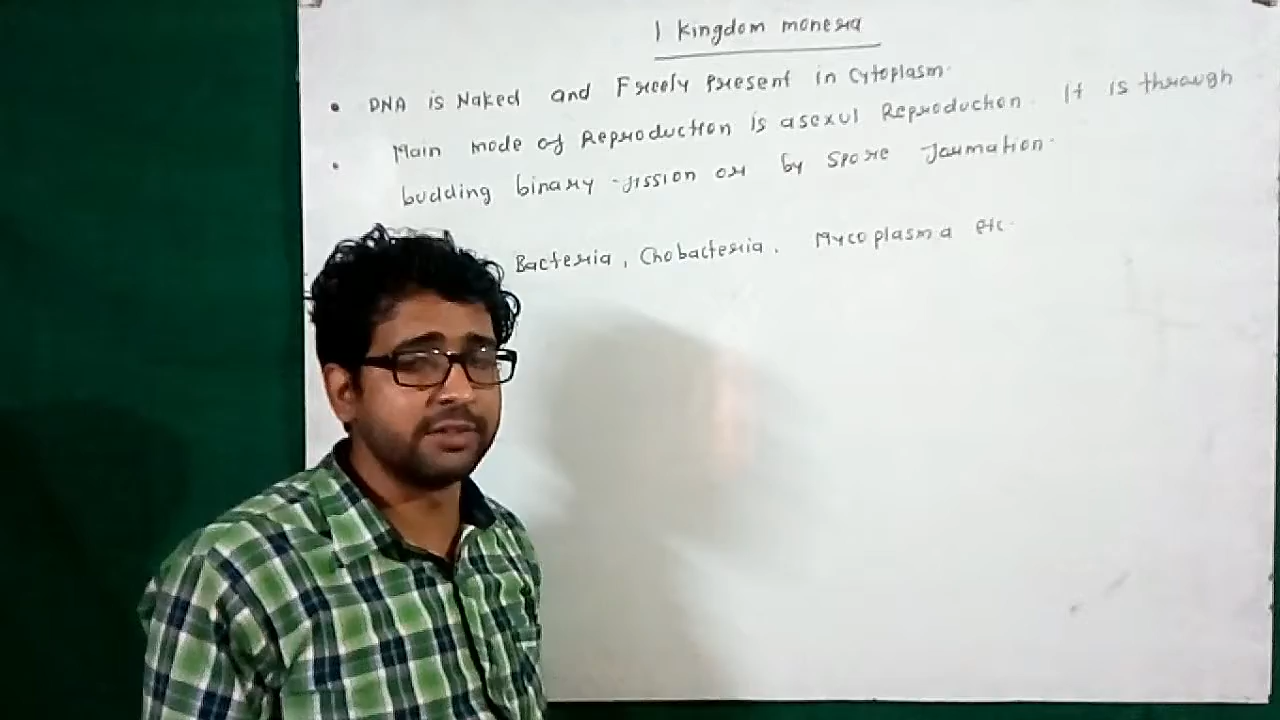 1 Kingdom monera
• DNA is Naked and Freely Present in Cytoplasm.
• Main mode of Reproduction is asexul Reproduction. It is through
budding binary-fission or by spore formation.
Bacteria, Chobacteria. Mycoplasma etc.